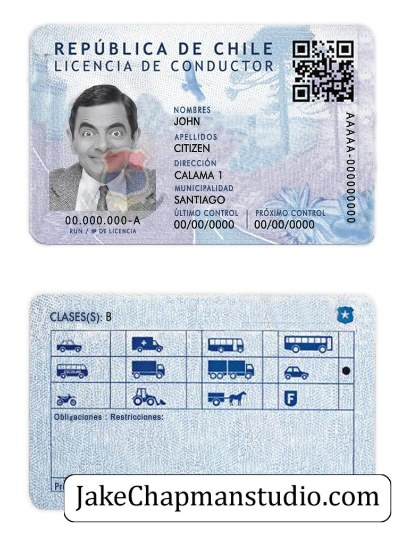 REPÚBLICA DE CHILE
LICENCIA DE CONDUCTOR
NOMBRES
JOHN
APELLIDOS
CITIZEN
DIRECCIÓN
CALAMA 1
MUNICIPALIDAD
SANTIAGO
ÚLTIMO CONTROL PRÓXIMO CONTROL
00/00/0000 00/00/0000
00.000.000-A
RUN / Nº DE LICENCIA
AAAAA-000000000
CLASES(S): B
F
Obligaciones : Restricciones:
JakeChapmanstudio.com